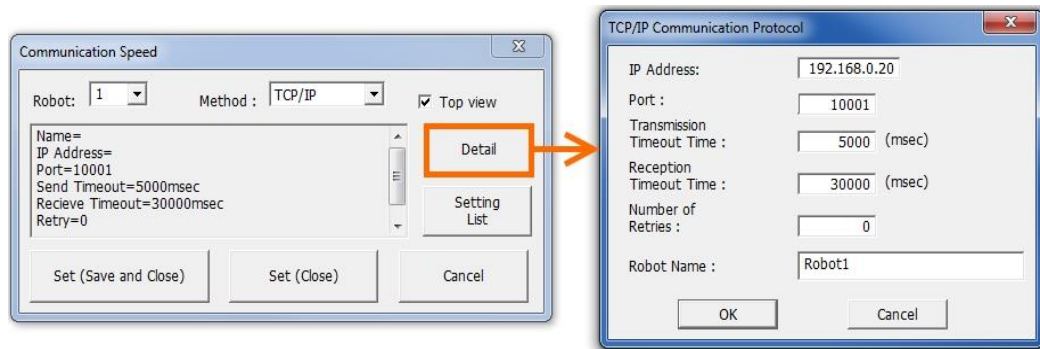 Communication Speed
Robot: 1 Method : TCP/IP Top view
Name=
IP Address=
Port=10001
Send Timeout=5000msec
Recieve Timeout=30000msec
Retry=0
Detail
Setting
List
Set (Save and Close) Set (Close) Cancel
TCP/IP Communication Protocol
IP Address: 192.168.0.20
Port : 10001
Transmission
Timeout Time : 5000 (msec)
Reception
Timeout Time : 30000 (msec)
Number of
Retries : 0
Robot Name : Robot1
OK Cancel